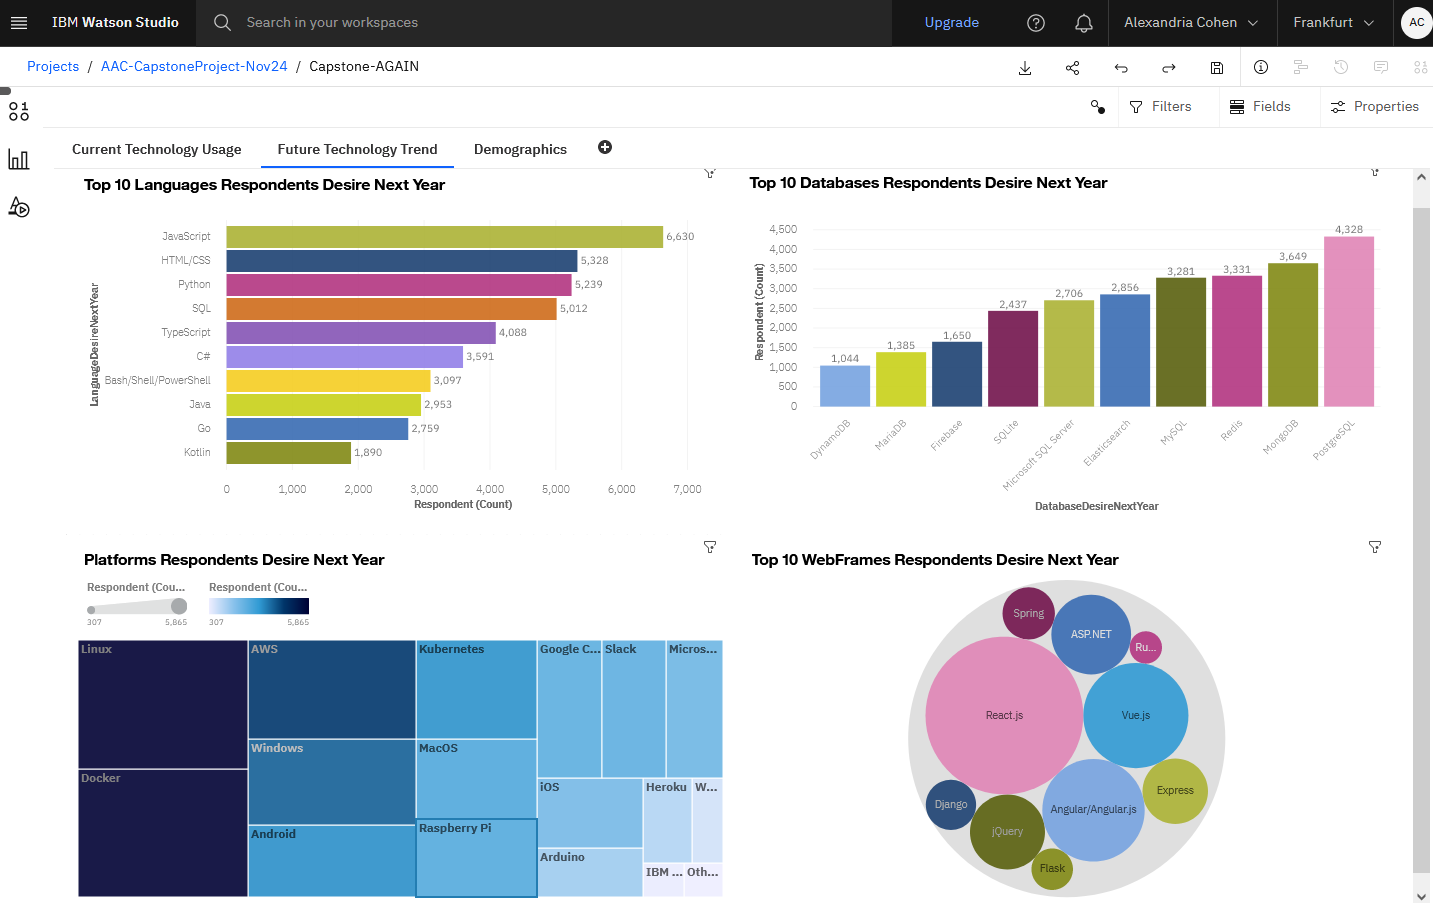 IBM Watson Studio
Search in your workspaces
Upgrade
Alexandria Cohen
Frankfurt
AC
Projects / AAC-CapstoneProject-Nov24 / Capstone-AGAIN
Filters
Fields
Properties
Current Technology Usage
Future Technology Trend
Demographics
Top 10 Languages Respondents Desire Next Year
LanguageDesireNextYear
JavaScript 6,630
HTML/CSS 5,328
Python 5,239
SQL 5,012
TypeScript 4,088
C# 3,591
Bash/Shell/PowerShell 3,097
Java 2,953
Go 2,759
Kotlin 1,890
0 1,000 2,000 3,000 4,000 5,000 6,000 7,000
Respondent (Count)
Top 10 Databases Respondents Desire Next Year
Respondent (Count)
4,500
4,000
3,500
3,000
2,500
2,000
1,500
1,000
500
0
1,044 1,385 1,650 2,437 2,706 2,856 3,281 3,331 3,649 4,328
DynamoDB MariaDB Firebase SQLite Microsoft SQL Server Elasticsearch MySQL Redis MongoDB PostgreSQL
DatabaseDesireNextYear
Platforms Respondents Desire Next Year
Respondent (Cou...
307 5,865
Respondent (Cou...
307 5,865
Linux
Docker
AWS
Windows
Android
Kubernetes
MacOS
Raspberry Pi
Google C...
Slack
Micros...
iOS
Arduino
Heroku
W...
IBM ...
Oth...
Top 10 WebFrames Respondents Desire Next Year
Spring
ASP.NET
Ru...
React.js
Vue.js
Django
Angular/Angular.js
Express
jQuery
Flask